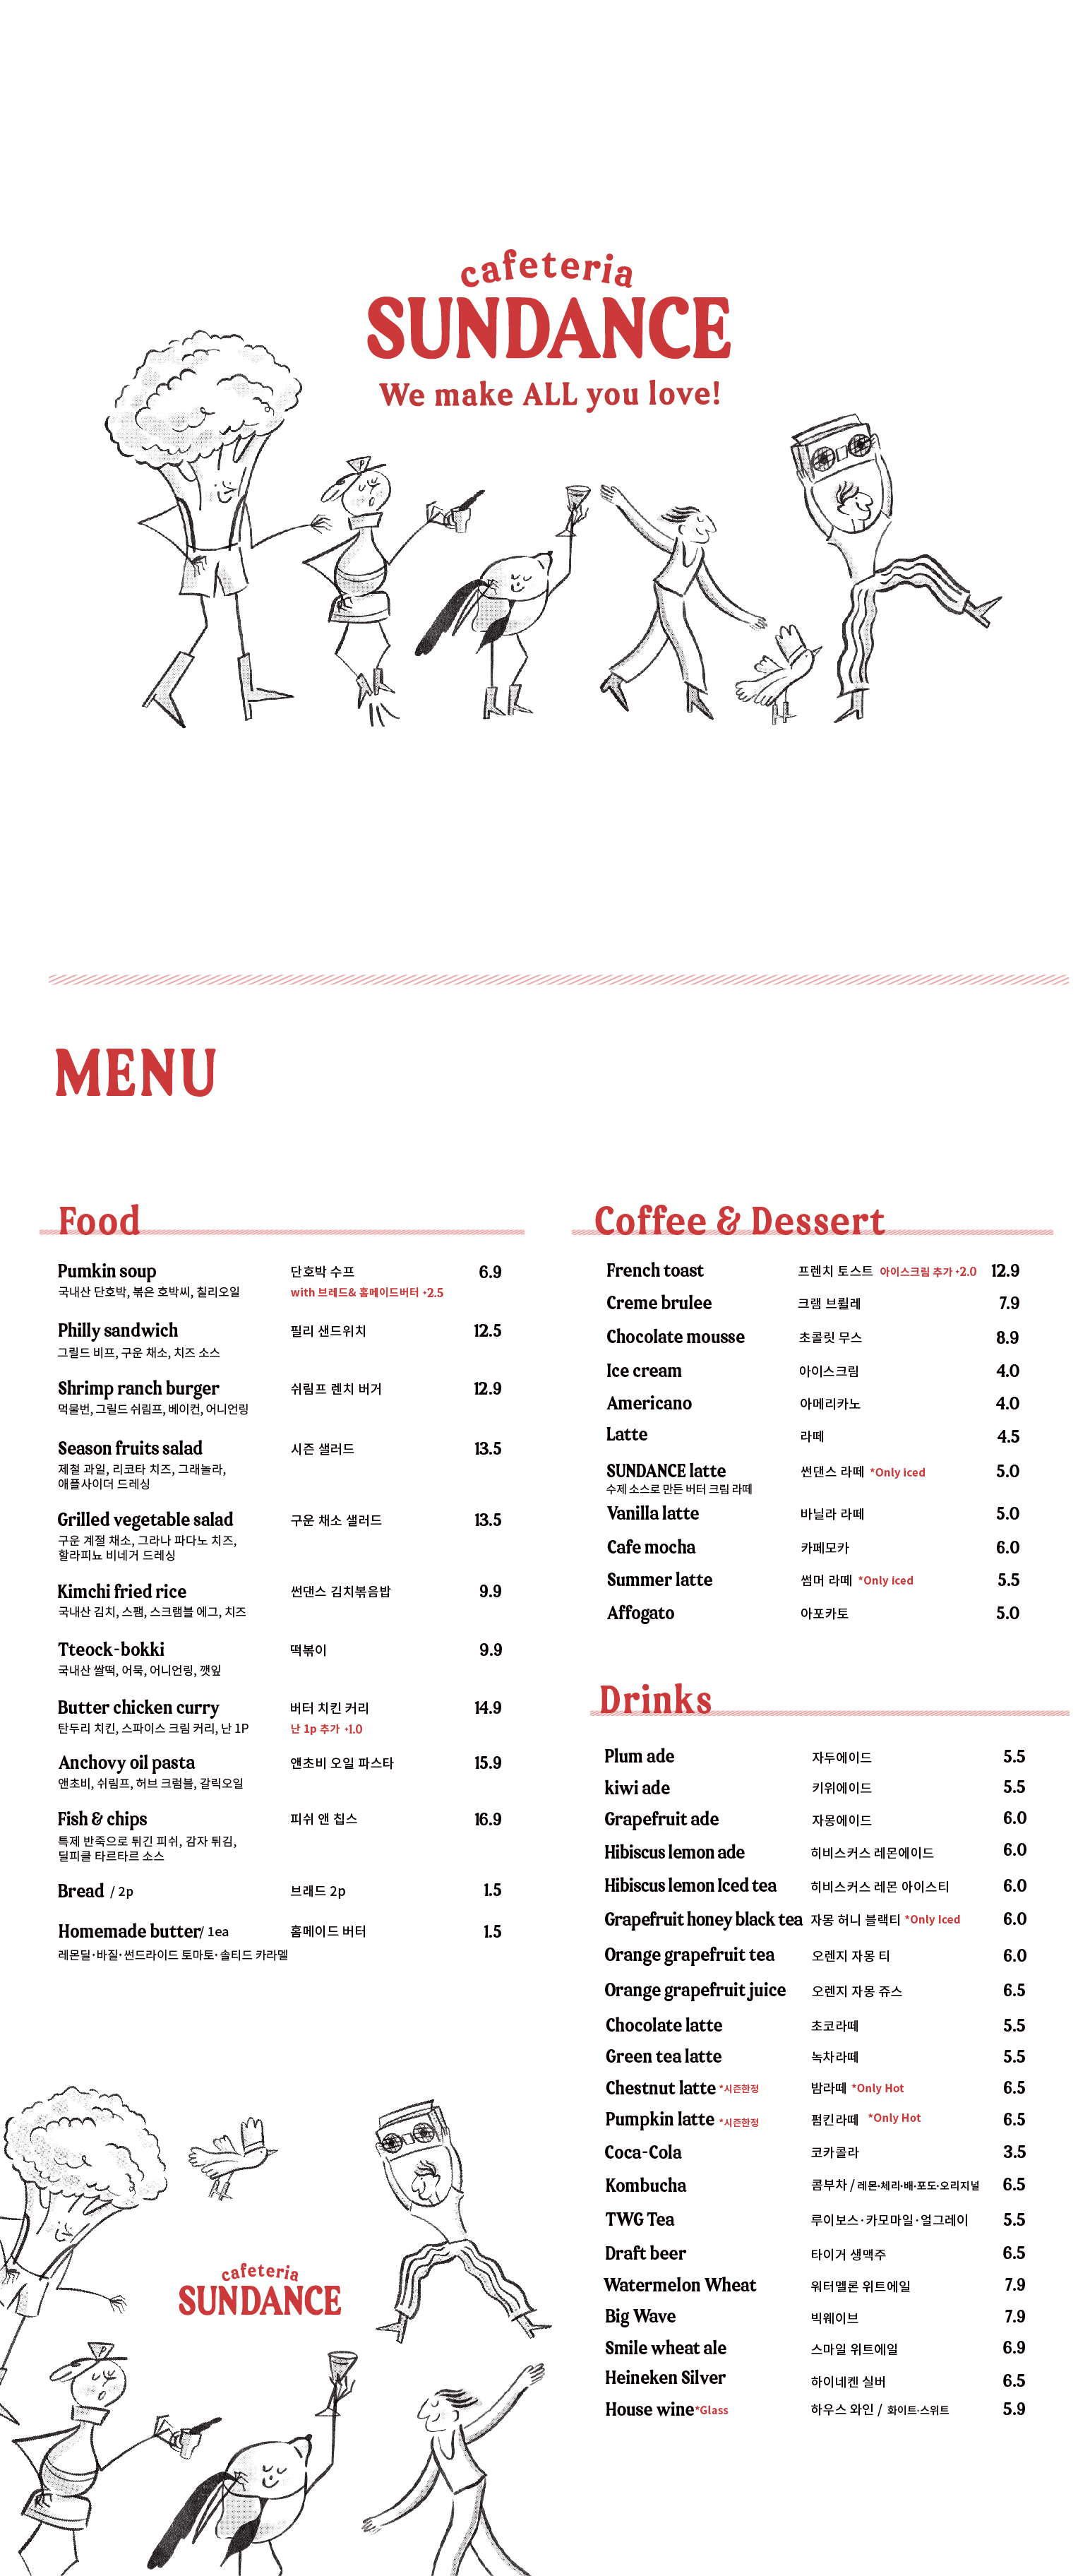 cafeteria
SUNDANCE
We make ALL you love!
MENU
Food
Pumkin soup 단호박 수프 6.9
국내산 단호박, 볶은 호박씨, 칠리오일 with 브레드& 홈메이드버터 +2.5
Philly sandwich 필리 샌드위치 12.5
그릴드 비프, 구운 채소, 치즈 소스
Shrimp ranch burger 쉬림프 렌치 버거 12.9
먹물번, 그릴드 쉬림프, 베이컨, 어니언링
Season fruits salad 시즌 샐러드 13.5
제철 과일, 리코타 치즈, 그래놀라,
애플사이더 드레싱
Grilled vegetable salad 구운 채소 샐러드 13.5
구운 계절 채소, 그라나 파다노 치즈,
할라피뇨 비네거 드레싱
Kimchi fried rice 썬댄스 김치볶음밥 9.9
국내산 김치, 스팸, 스크램블 에그, 치즈
Tteock-bokki 떡볶이 9.9
국내산 쌀떡, 어묵, 어니언링, 깻잎
Butter chicken curry 버터 치킨 커리 14.9
탄두리 치킨, 스파이스 크림 커리, 난 1P 난 1p 추가 +1.0
Anchovy oil pasta 앤초비 오일 파스타 15.9
앤초비, 쉬림프, 허브 크럼블, 갈릭오일
Fish & chips 피쉬 앤 칩스 16.9
특제 반죽으로 튀긴 피쉬, 감자 튀김,
딜피클 타르타르 소스
Bread / 2p 브래드 2p 1.5
Homemade butter/ 1ea 홈메이드 버터 1.5
레몬딜·바질·썬드라이드 토마토·솔티드 카라멜
Coffee & Dessert
French toast 프렌치 토스트 아이스크림 추가 +2.0 12.9
Creme brulee 크램 브륄레 7.9
Chocolate mousse 초콜릿 무스 8.9
Ice cream 아이스크림 4.0
Americano 아메리카노 4.0
Latte 라떼 4.5
SUNDANCE latte 썬댄스 라떼 *Only iced 5.0
수제 소스로 만든 버터 크림 라떼
Vanilla latte 바닐라 라떼 5.0
Cafe mocha 카페모카 6.0
Summer latte 썸머 라떼 *Only iced 5.5
Affogato 아포카토 5.0
Drinks
Plum ade 자두에이드 5.5
kiwi ade 키위에이드 5.5
Grapefruit ade 자몽에이드 6.0
Hibiscus lemon ade 히비스커스 레몬에이드 6.0
Hibiscus lemon Iced tea 히비스커스 레몬 아이스티 6.0
Grapefruit honey black tea 자몽 허니 블랙티 *Only Iced 6.0
Orange grapefruit tea 오렌지 자몽 티 6.0
Orange grapefruit juice 오렌지 자몽 쥬스 6.5
Chocolate latte 초코라떼 5.5
Green tea latte 녹차라떼 5.5
Chestnut latte *시즌한정 밤라떼 *Only Hot 6.5
Pumpkin latte *시즌한정 펌킨라떼 *Only Hot 6.5
Coca-Cola 코카콜라 3.5
Kombucha 콤부차 / 레몬·체리·배·포도·오리지널 6.5
TWG Tea 루이보스·카모마일·얼그레이 5.5
Draft beer 타이거 생맥주 6.5
Watermelon Wheat 워터멜론 위트에일 7.9
Big Wave 빅웨이브 7.9
Smile wheat ale 스마일 위트에일 6.9
Heineken Silver 하이네켄 실버 6.5
House wine*Glass 하우스 와인 / 화이트·스위트 5.9
cafeteria
SUNDANCE